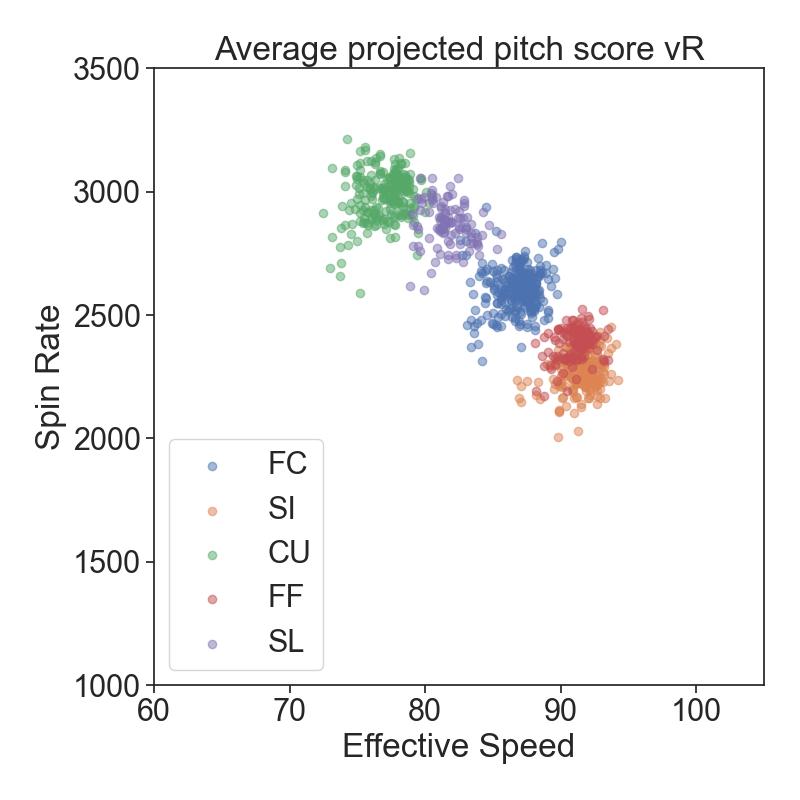 Average projected pitch score vR
3500
3000
2500
2000
1500
1000
Spin Rate
FC
SI
CU
FF
SL
60 70 80 90 100
Effective Speed